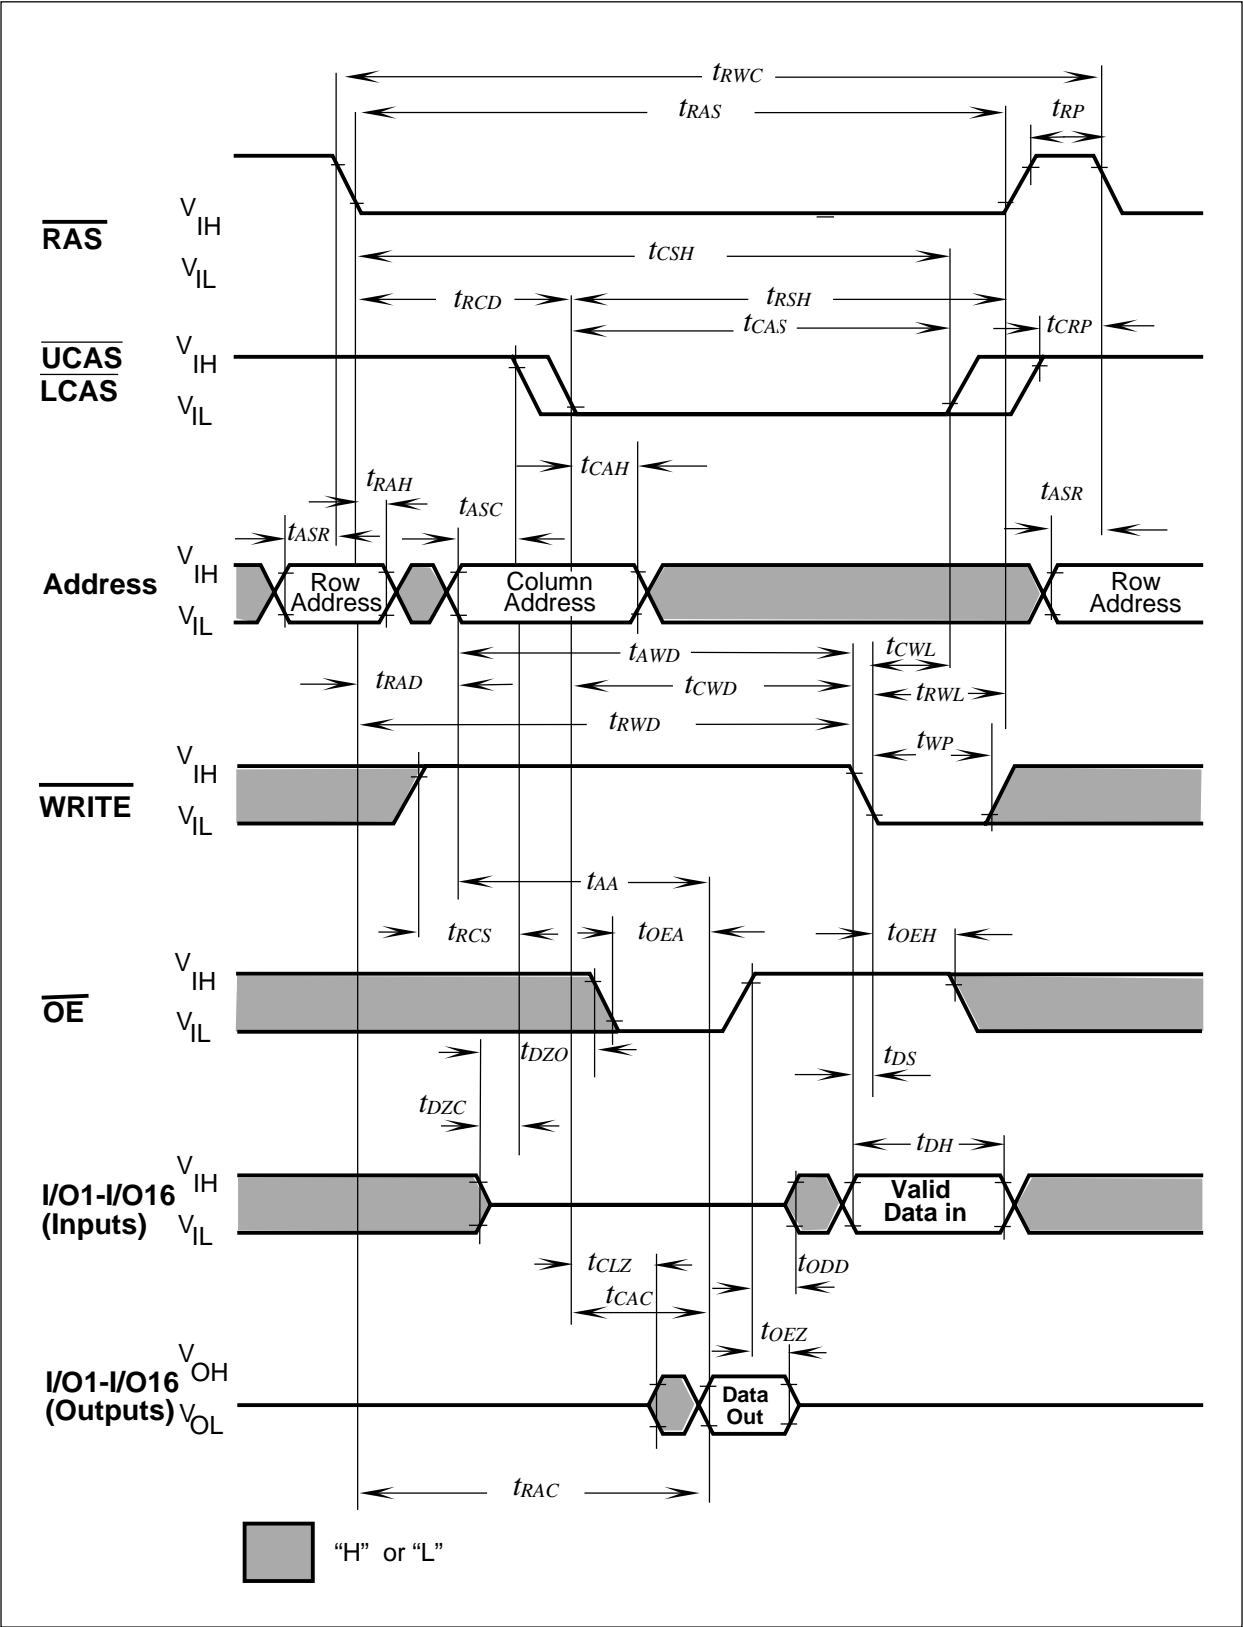 tRWC
tRAS
tRP
RAS
VIH
VIL
tCSH
tRCD
tRSH
tCAS
tCRP
UCAS
LCAS
VIH
VIL
tCAH
tRAH
tASC
tASR
tASR
Address
VIH
VIL
Row
Address
Column
Address
Row
Address
tAWD
tCWL
tRAD
tCWD
tRWL
tRWD
tWP
WRITE
VIH
VIL
tAA
tRCS
tOEA
tOEH
OE
VIH
VIL
tDZO
tDS
tDZC
tDH
I/O1-I/O16
(Inputs)
VIH
VIL
Valid
Data in
tCLZ
tODD
tCAC
tOEZ
I/O1-I/O16
(Outputs)
VOH
VOL
Data
Out
tRAC
“H” or “L”